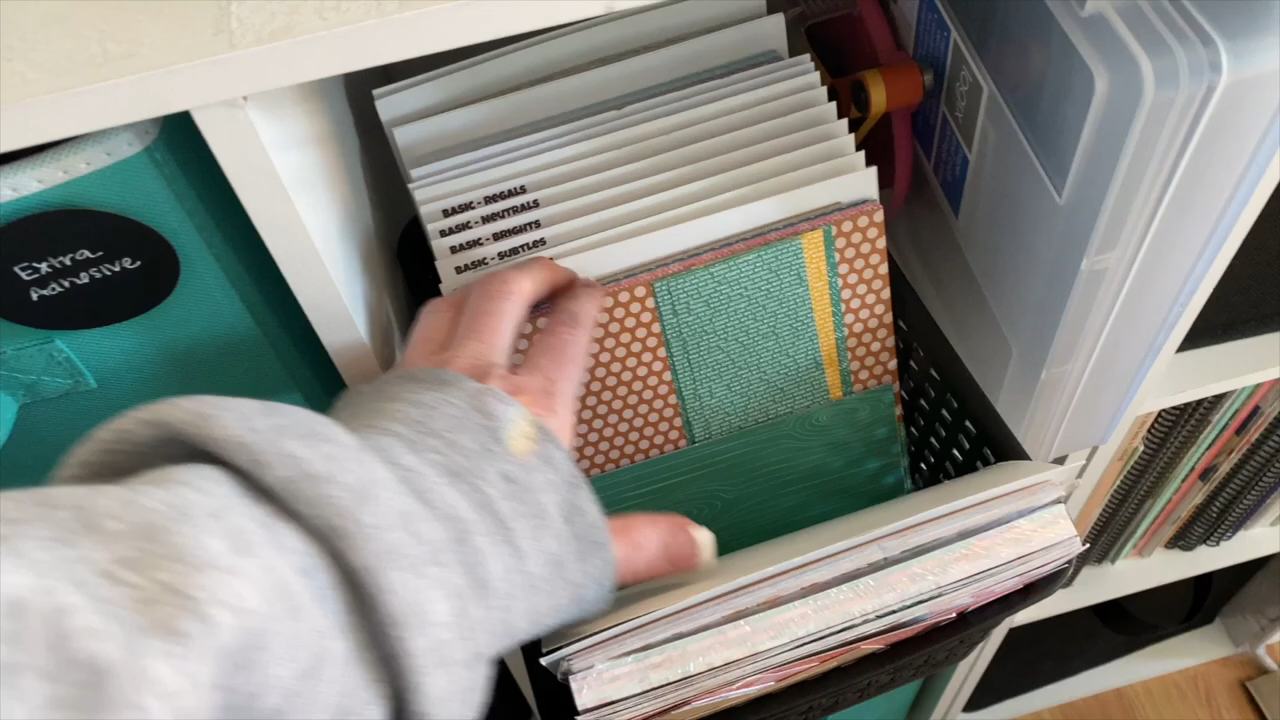 Extra
Adhesive
BASIC - REGALS
BASIC - NEUTRALS
BASIC - BRIGHTS
BASIC - SUBTLES